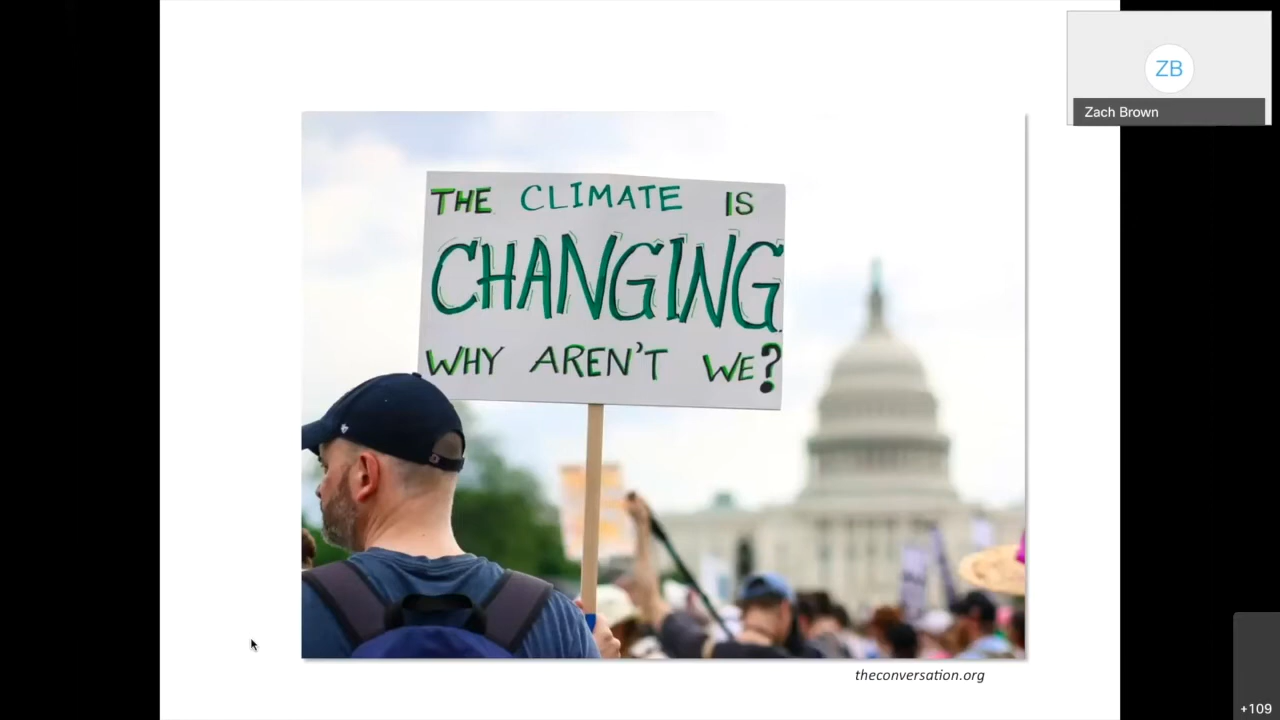 ZB
Zach Brown
THE CLIMATE IS
CHANGING
WHY AREN'T WE?
theconversation.org
+109